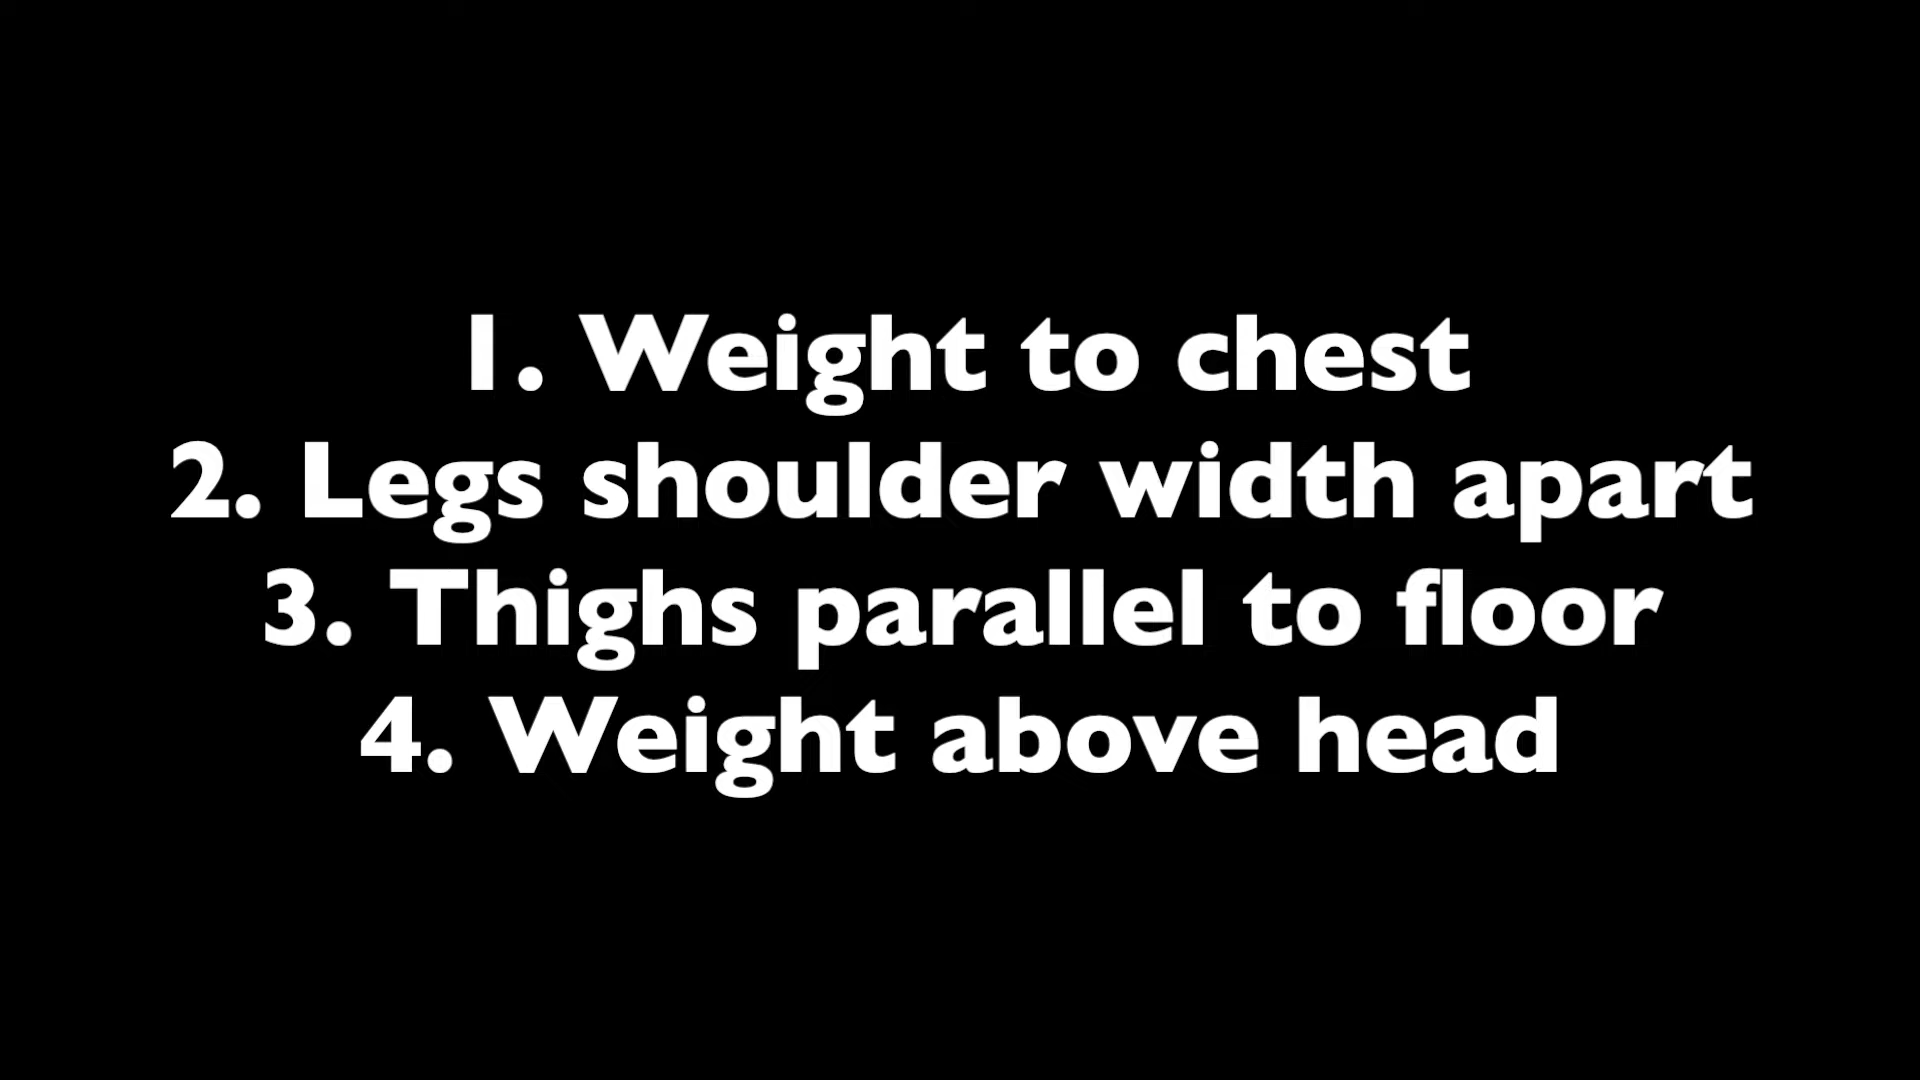 1. Weight to chest
2. Legs shoulder width apart
3. Thighs parallel to floor
4. Weight above head